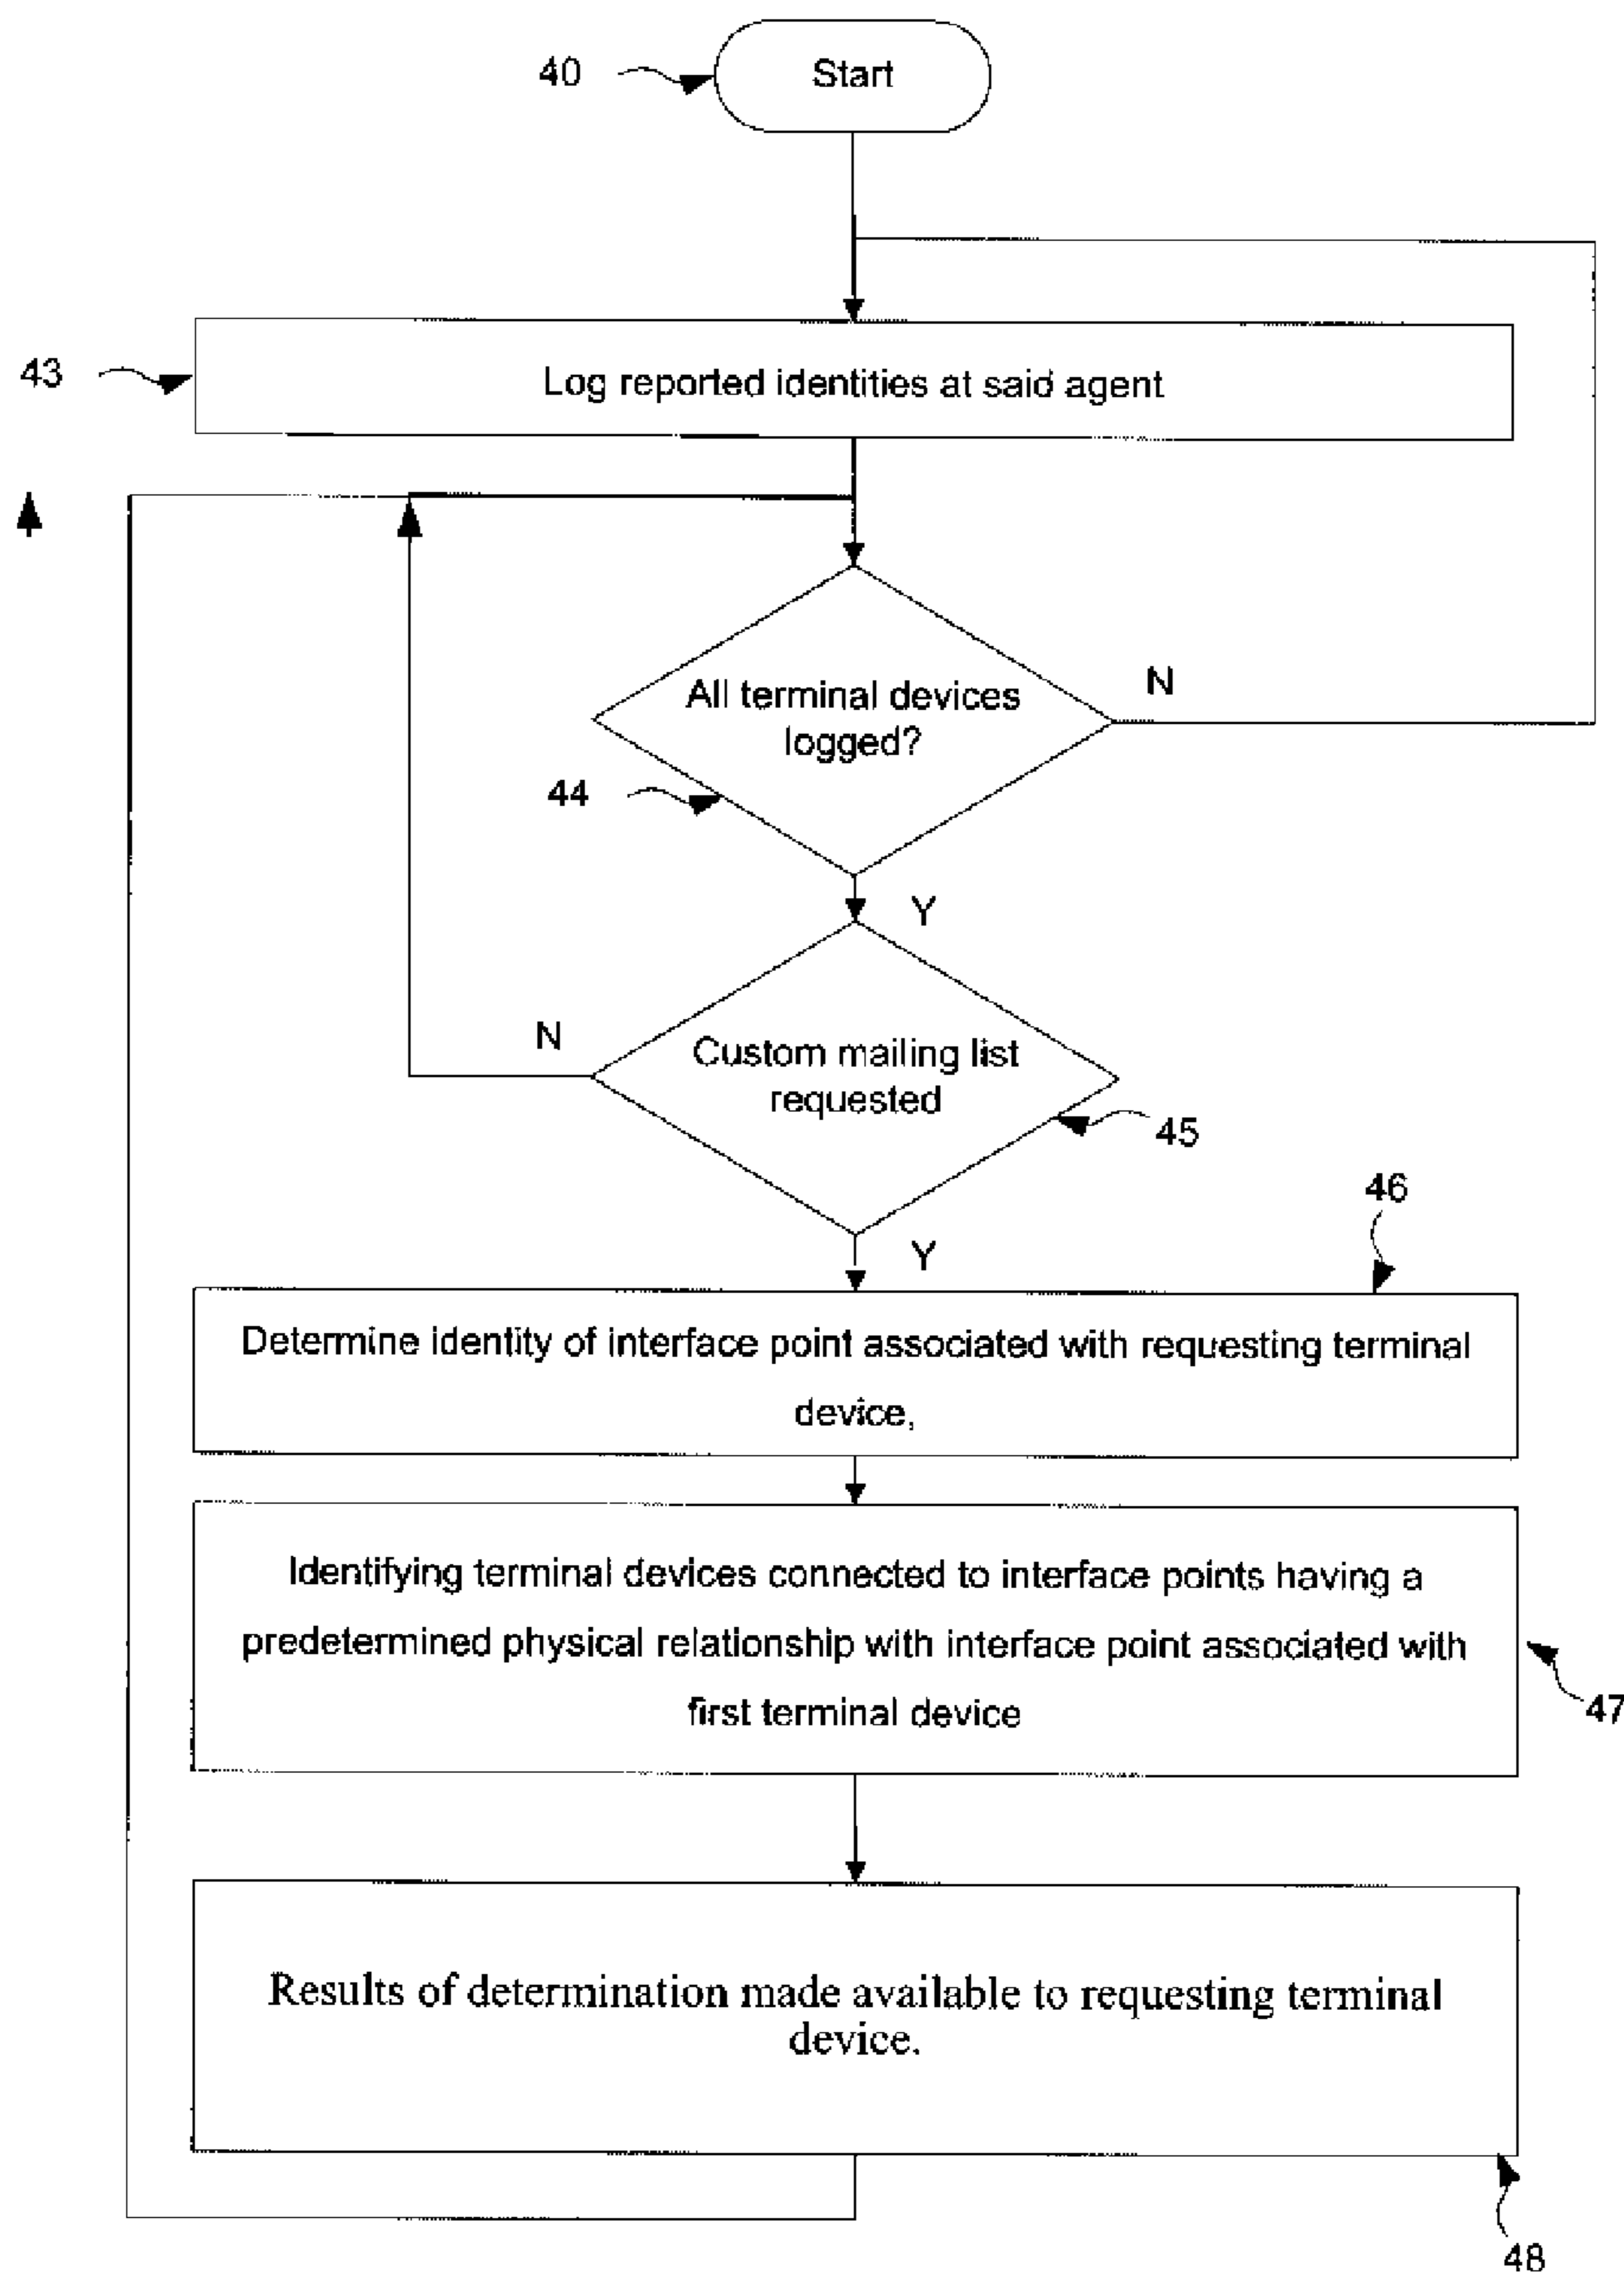 40
Start
43
Log reported identities at said agent
All terminal devices
logged?
N
44
Y
Custom mailing list
requested
N
45
46
Y
Determine identity of interface point associated with requesting terminal
device,
Identifying terminal devices connected to interface points having a
predetermined physical relationship with interface point associated with
first terminal device
47
Results of determination made available to requesting terminal
device.
48